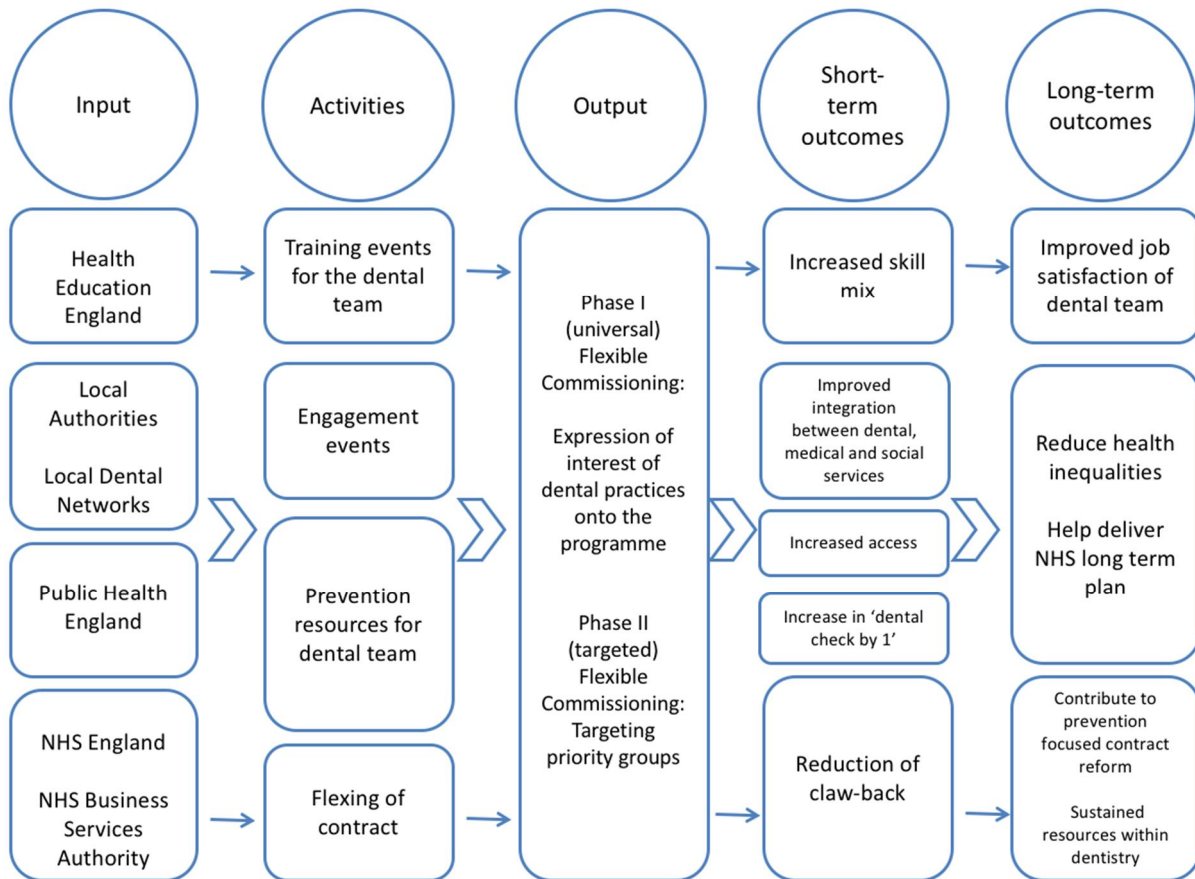 Input
Activities
Output
Short-
term
outcomes
Long-term
outcomes
Health
Education
England
Training events
for the dental
team
Increased skill
mix
Improved job
satisfaction of
dental team
Local
Authorities
Local Dental
Networks
Public Health
England
NHS England
NHS Business
Services
Authority
Engagement
events
Prevention
resources for
dental team
Flexing of
contract
Phase I
(universal)
Flexible
Commissioning:
Expression of
interest of
dental practices
onto the
programme
Phase II
(targeted)
Flexible
Commissioning:
Targeting
priority groups
Improved
integration
between dental,
medical and social
services
Increased access
Increase in ‘dental
check by 1’
Reduction of
claw-back
Reduce health
inequalities
Help deliver
NHS long term
plan
Contribute to
prevention
focused contract
reform
Sustained
resources within
dentistry